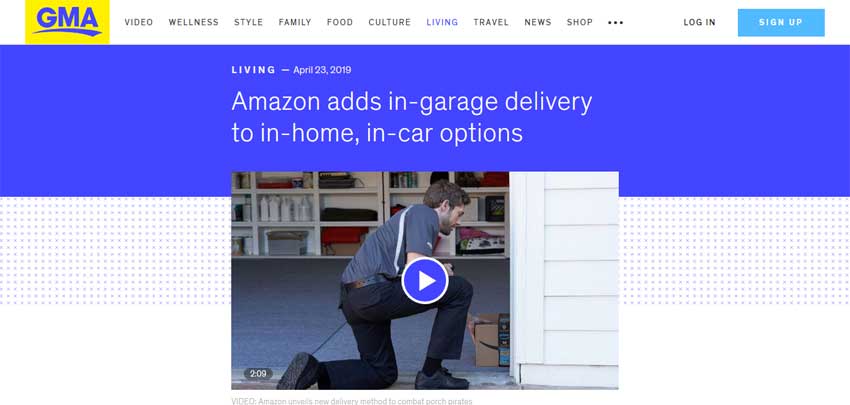 GMA
VIDEO WELLNESS STYLE FAMILY FOOD CULTURE LIVING TRAVEL NEWS SHOP ••• LOG IN SIGN UP
LIVING — April 23, 2019
Amazon adds in-garage delivery
to in-home, in-car options
2:09
VIDEO: Amazon unveils new delivery method to combat porch pirates